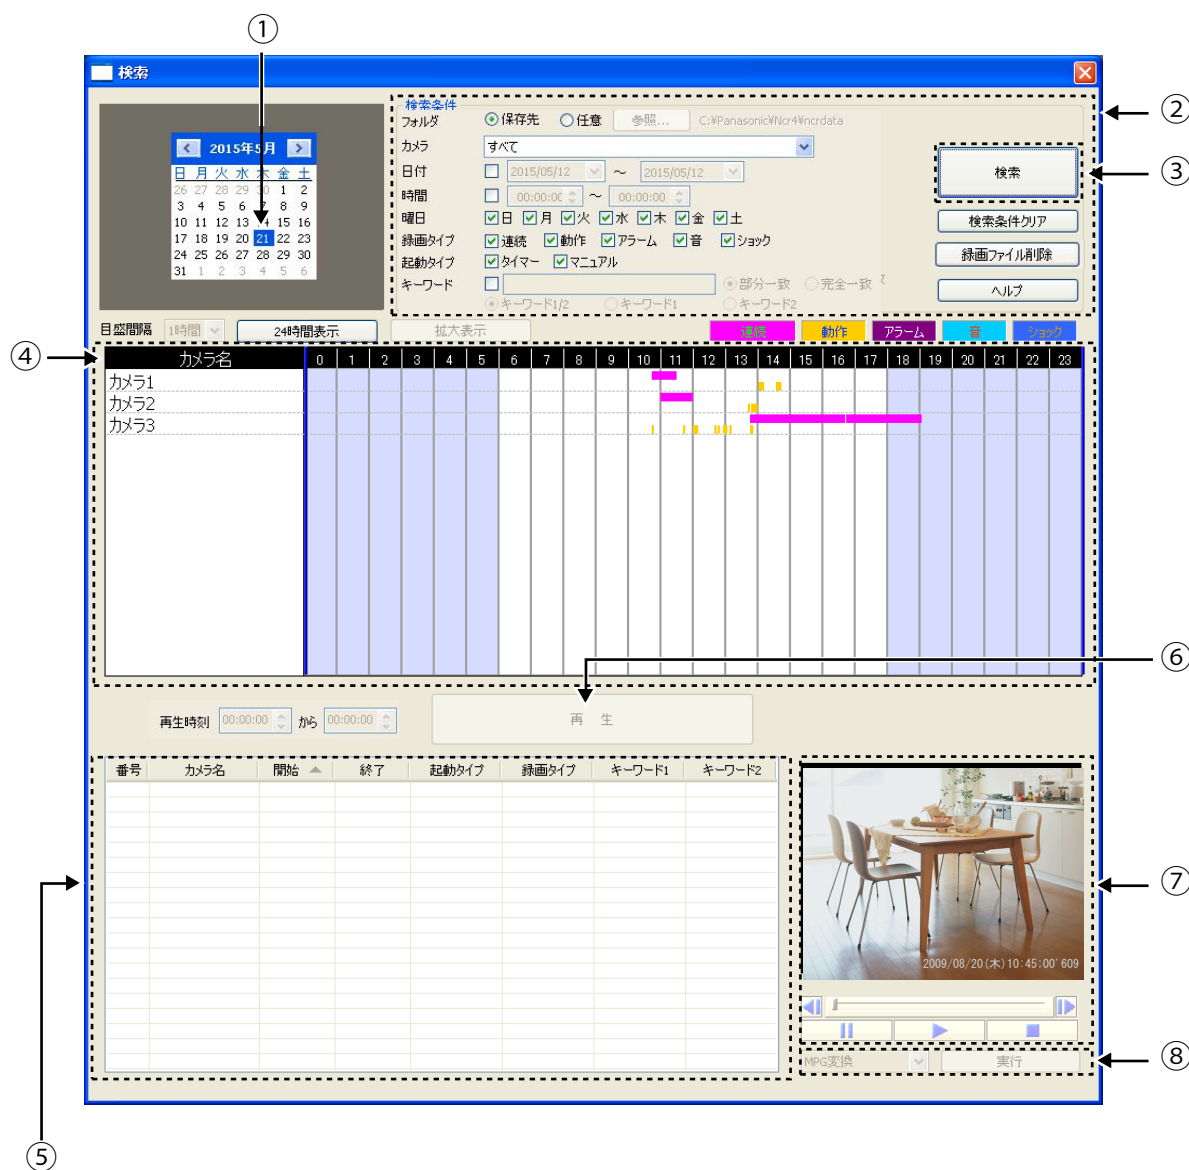 ①
検索
検索条件
フォルダ 保存先 任意 参照... C:¥Panasonic¥Ncr4¥ncrdata
②
カメラ すべて
日付 2015/05/12 ～ 2015/05/12
時間 00:00:00 ～ 00:00:00
曜日 日 月 火 水 木 金 土
録画タイプ 連続 動作 アラーム 音 ショック
起動タイプ タイマー マニュアル
キーワード 部分一致 完全一致
キーワード1/2 キーワード1 キーワード2
検索
③
検索条件クリア
録画ファイル削除
ヘルプ
2015年5月
日 月 火 水 木 金 土
26 27 28 29 30 1 2
3 4 5 6 7 8 9
10 11 12 13 14 15 16
17 18 19 20 21 22 23
24 25 26 27 28 29 30
31 1 2 3 4 5 6
目盛間隔 1時間 24時間表示 拡大表示 連続 動作 アラーム 音 ショック
④
カメラ名 0 1 2 3 4 5 6 7 8 9 10 11 12 13 14 15 16 17 18 19 20 21 22 23
カメラ1
カメラ2
カメラ3
⑥
再生時刻 00:00:00 から 00:00:00 再 生
番号 カメラ名 開始 終了 起動タイプ 録画タイプ キーワード1 キーワード2
⑤
⑦
2009/08/20(木)10:45:00' 609
MPG変換 実行
⑧